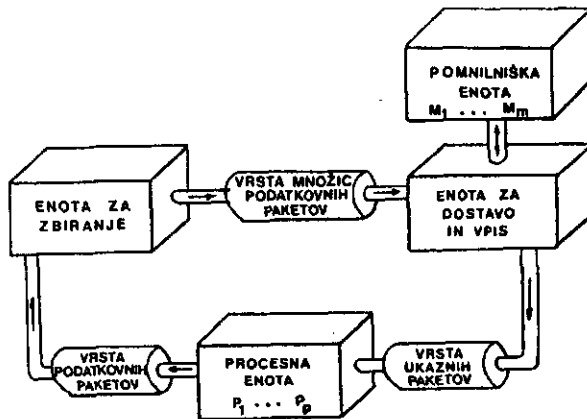 POMNILNIŠKA
ENOTA
M1 . . . Mm
ENOTA ZA
ZBIRANJE
VRSTA MNOŽIC
PODATKOVNIH
PAKETOV
ENOTA ZA
DOSTAVO
IN VPIS
VRSTA
PODATKOVNIH
PAKETOV
PROCESNA
ENOTA
P1 . . . Pp
VRSTA
UKAZNIH
PAKETOV